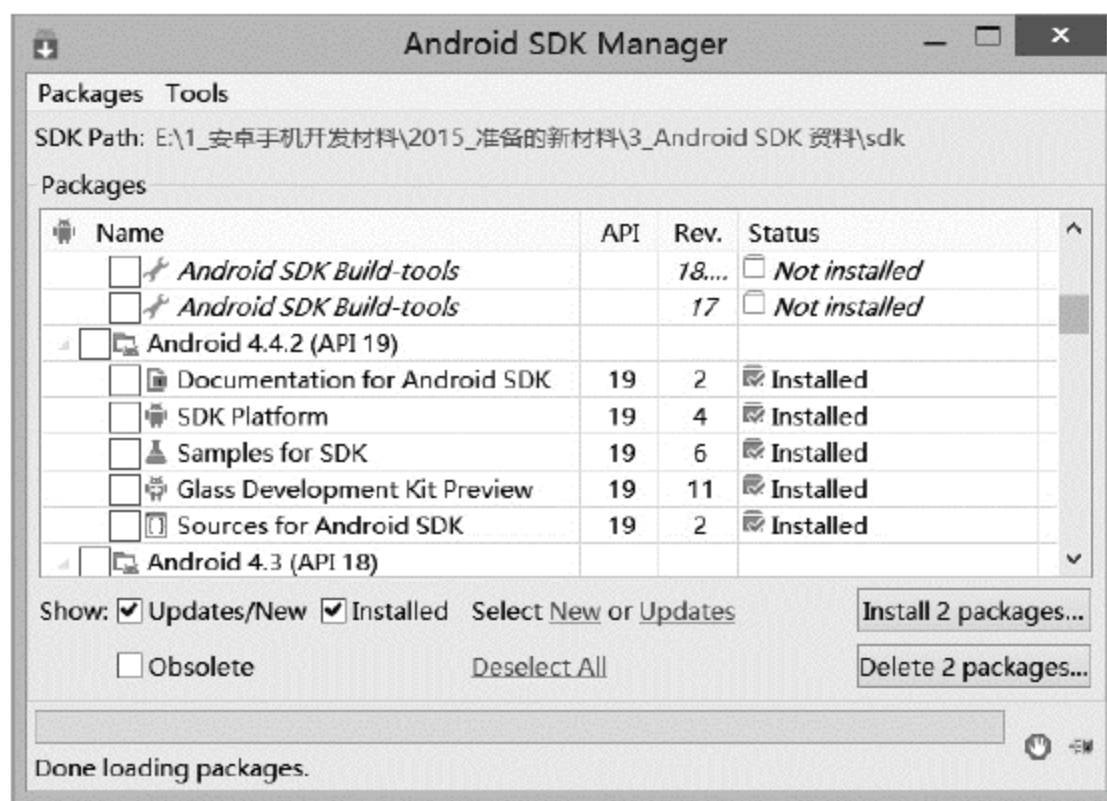 Android SDK Manager
Packages Tools
SDK Path: E:\1_安卓手机开发材料\2015_准备的新材料\3_Android SDK 资料\sdk
Packages
Name API Rev. Status
Android SDK Build-tools 18.... Not installed
Android SDK Build-tools 17 Not installed
Android 4.4.2 (API 19)
Documentation for Android SDK 19 2 Installed
SDK Platform 19 4 Installed
Samples for SDK 19 6 Installed
Glass Development Kit Preview 19 11 Installed
Sources for Android SDK 19 2 Installed
Android 4.3 (API 18)
Show: Updates/New Installed Select New or Updates Install 2 packages...
Obsolete Deselect All Delete 2 packages...
Done loading packages.